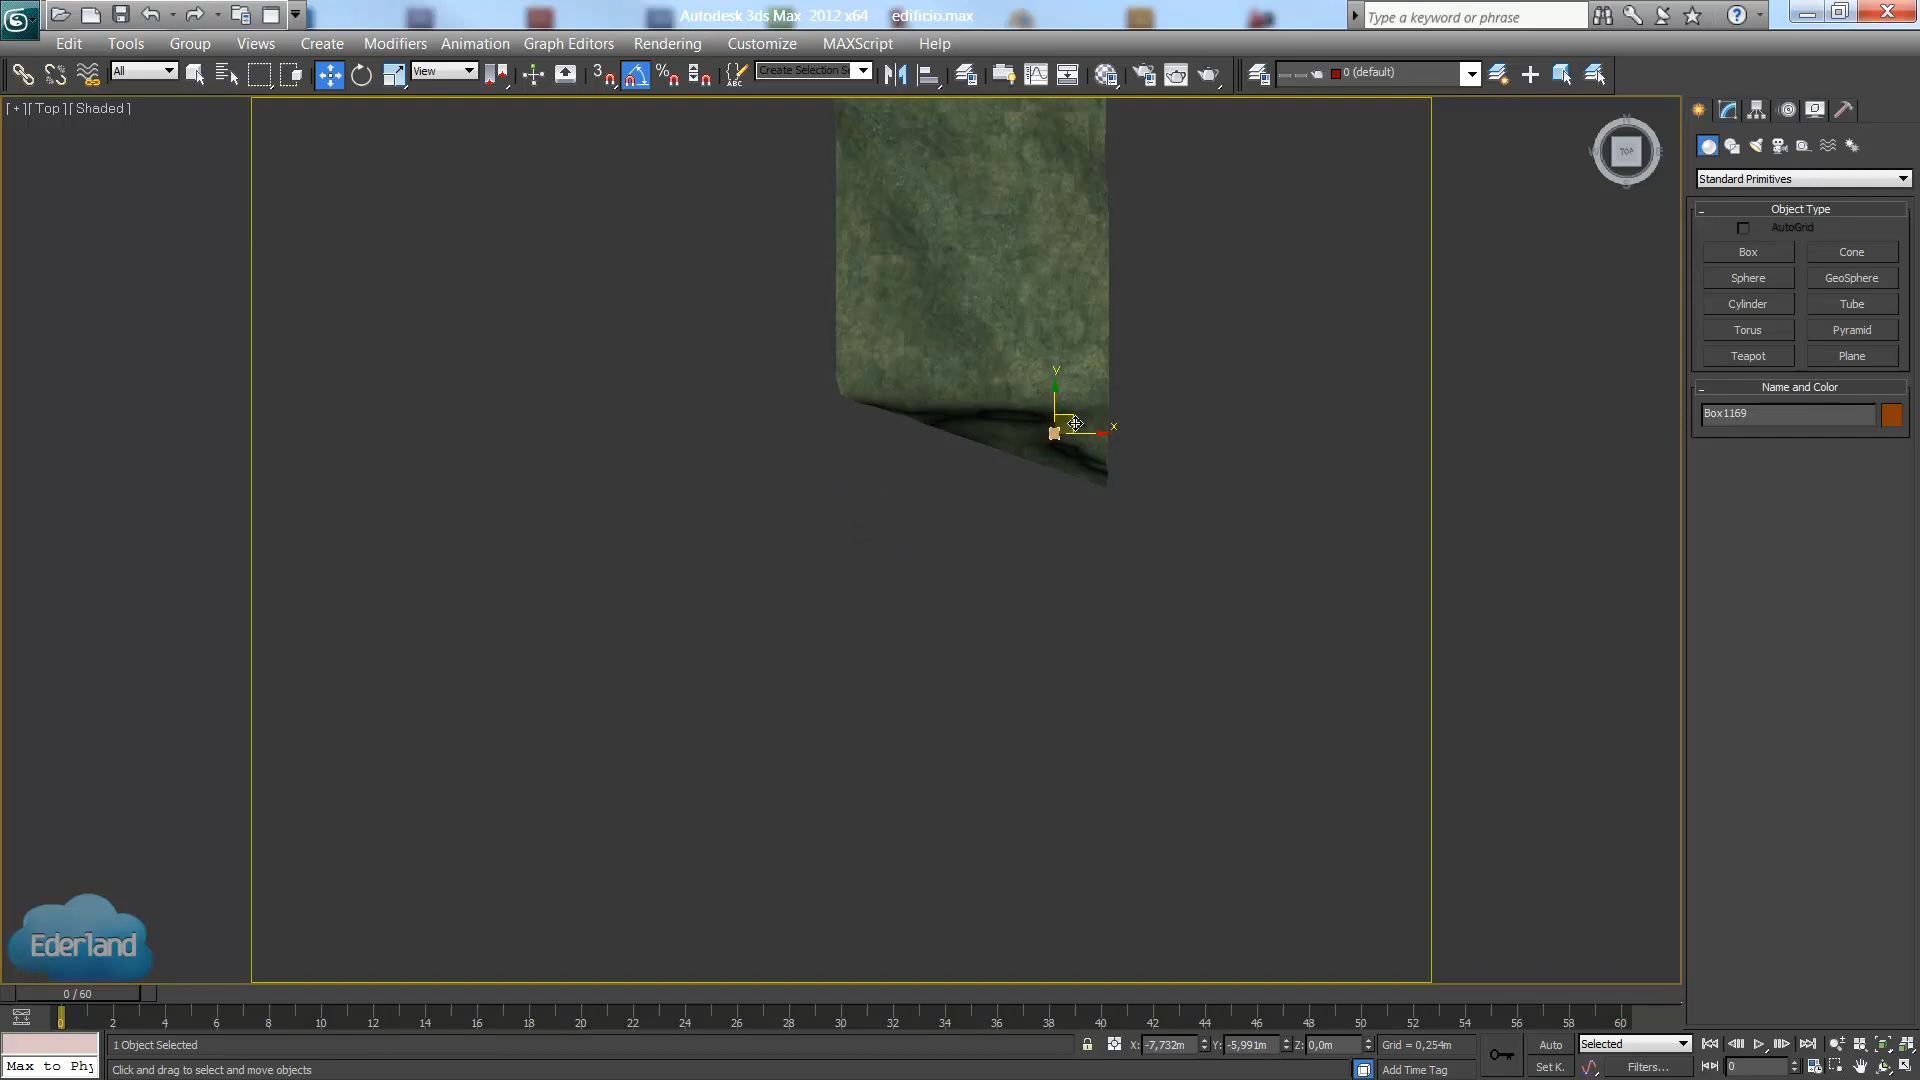 Autodesk 3ds Max 2012 x64 edificio.max
Type a keyword or phrase
Edit Tools Group Views Create Modifiers Animation Graph Editors Rendering Customize MAXScript Help
All View Create Selection S 0 (default)
[ + ][ Top ][ Shaded ]
TOP
Standard Primitives
Object Type
AutoGrid
Box Cone
Sphere GeoSphere
Cylinder Tube
Torus Pyramid
Teapot Plane
Name and Color
Box1169
y
x
Ederland
0 / 60
0 2 4 6 8 10 12 14 16 18 20 22 24 26 28 30 32 34 36 38 40 42 44 46 48 50 52 54 56 58 60
1 Object Selected X: -7,732m Y: -5,991m Z: 0,0m Grid = 0,254m Auto Selected
Max to Phy Click and drag to select and move objects Add Time Tag Set K. Filters... 0